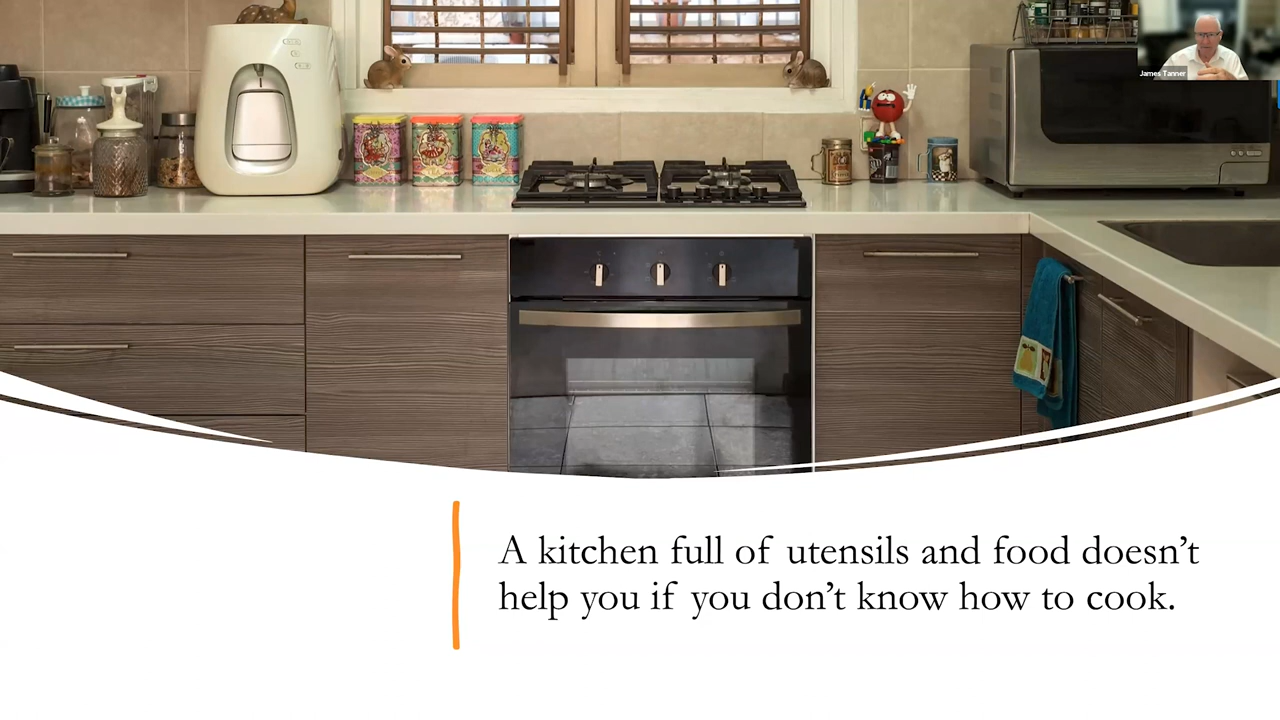 James Tanner
A kitchen full of utensils and food doesn’t
help you if you don’t know how to cook.